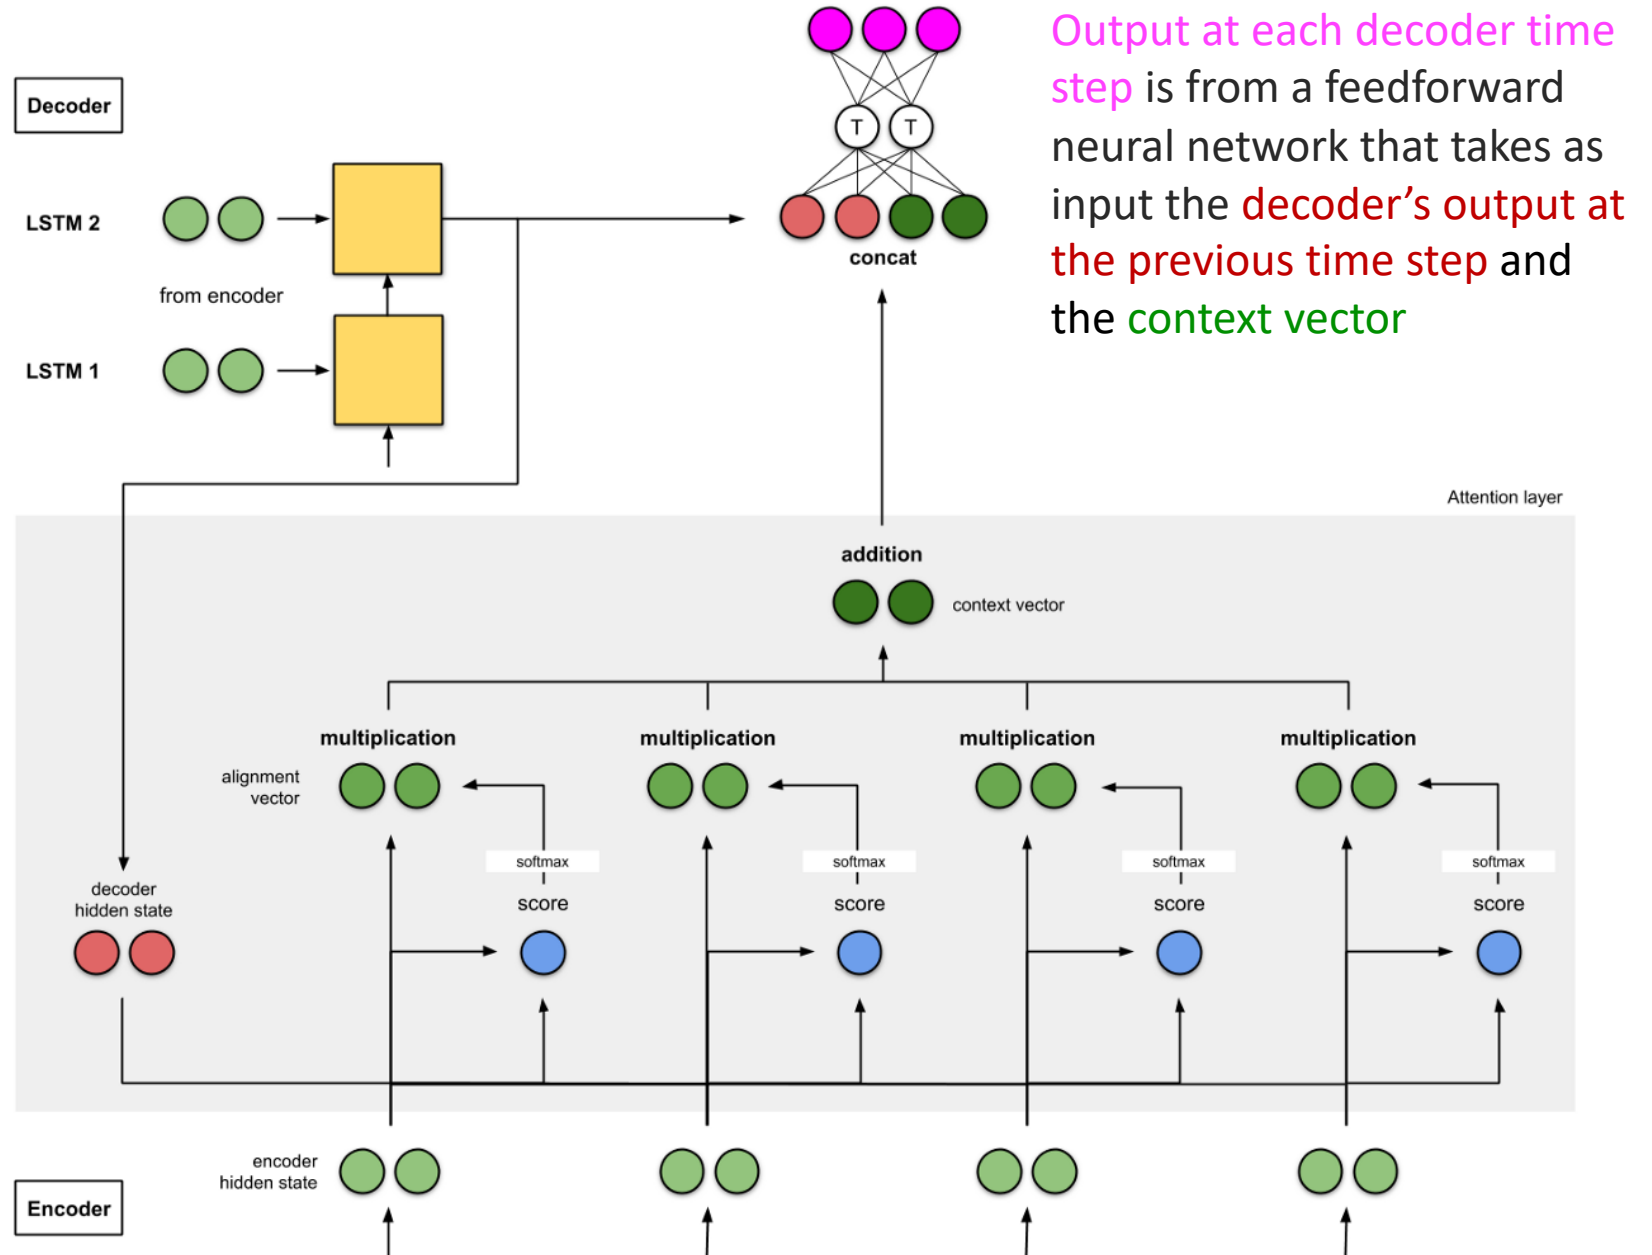 Output at each decoder time
step is from a feedforward
neural network that takes as
input the decoder's output at
the previous time step and
the context vector
Decoder
T T
LSTM 2
concat
from encoder
LSTM 1
Attention layer
addition
context vector
multiplication multiplication multiplication multiplication
alignment
vector
softmax softmax softmax softmax
decoder
hidden state
score score score score
encoder
hidden state
Encoder